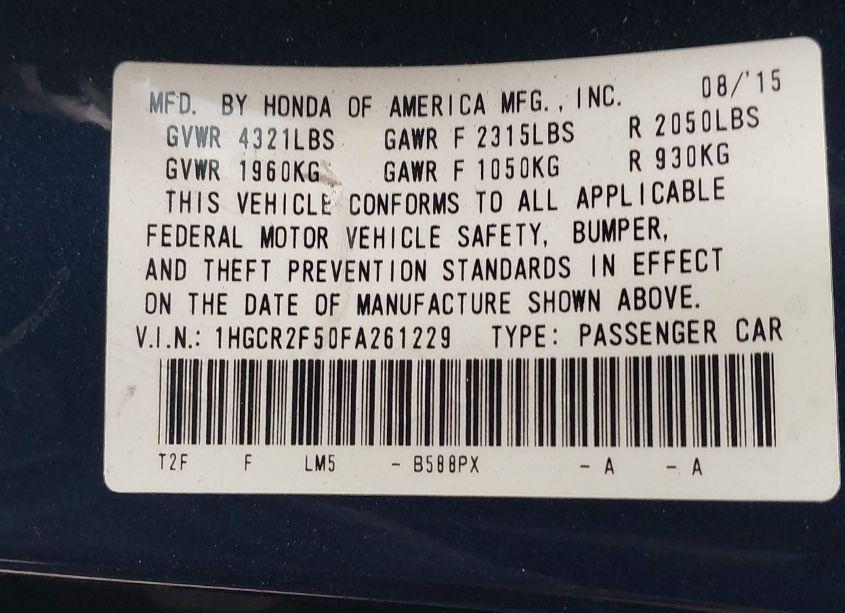 MFD. BY HONDA OF AMERICA MFG., INC. 08/'15
GVWR 4321LBS GAWR F 2315LBS R 2050LBS
GVWR 1960KG GAWR F 1050KG R 930KG
THIS VEHICLE CONFORMS TO ALL APPLICABLE
FEDERAL MOTOR VEHICLE SAFETY, BUMPER,
AND THEFT PREVENTION STANDARDS IN EFFECT
ON THE DATE OF MANUFACTURE SHOWN ABOVE.
V.I.N.: 1HGCR2F50FA261229 TYPE: PASSENGER CAR
T2F F LM5 - B588PX - A - A